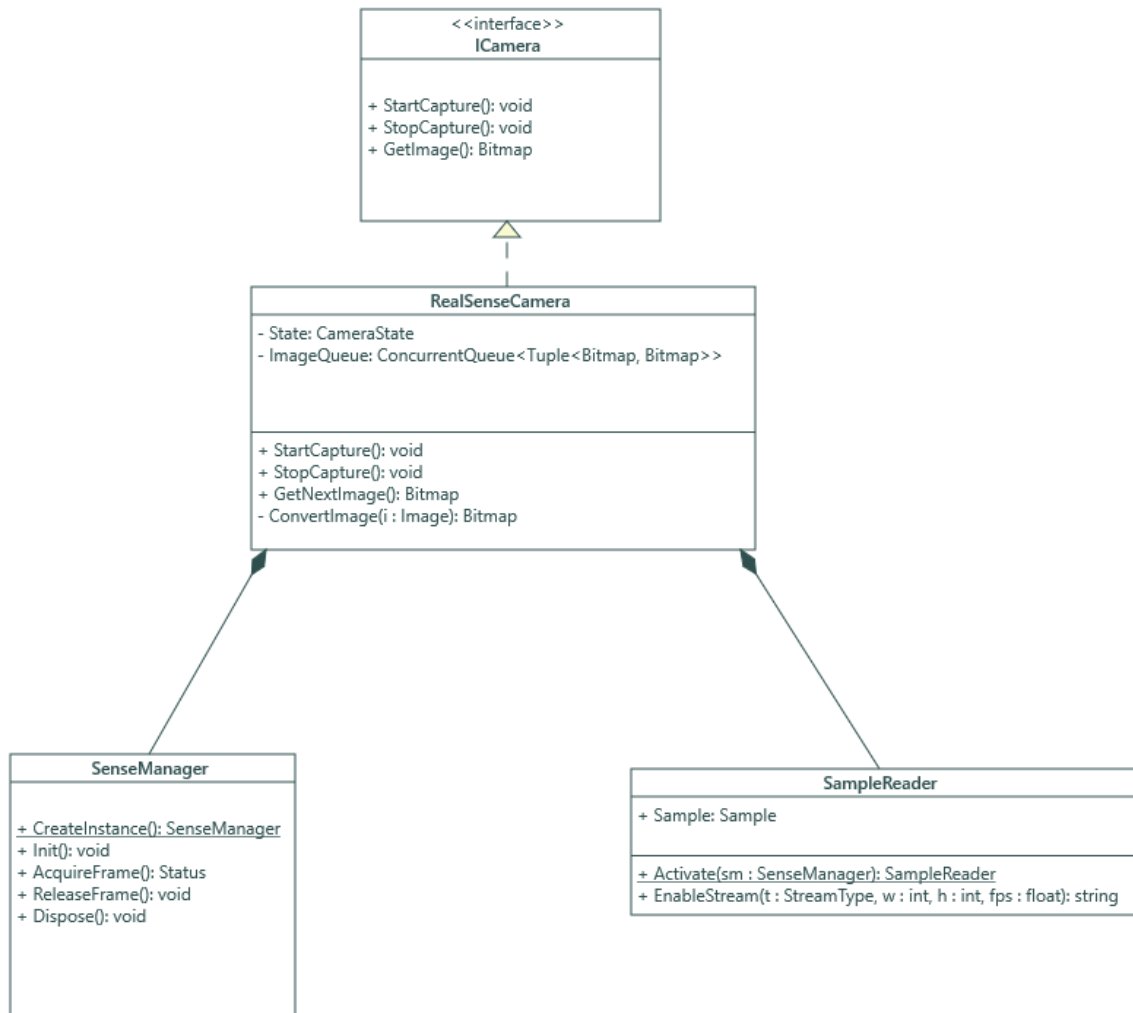 <<interface>>
ICamera
+ StartCapture(): void
+ StopCapture(): void
+ GetImage(): Bitmap
RealSenseCamera
- State: CameraState
- ImageQueue: ConcurrentQueue<Tuple<Bitmap, Bitmap>>
+ StartCapture(): void
+ StopCapture(): void
+ GetNextImage(): Bitmap
- ConvertImage(i : Image): Bitmap
SenseManager
+ CreateInstance(): SenseManager
+ Init(): void
+ AcquireFrame(): Status
+ ReleaseFrame(): void
+ Dispose(): void
SampleReader
+ Sample: Sample
+ Activate(sm : SenseManager): SampleReader
+ EnableStream(t : StreamType, w : int, h : int, fps : float): string